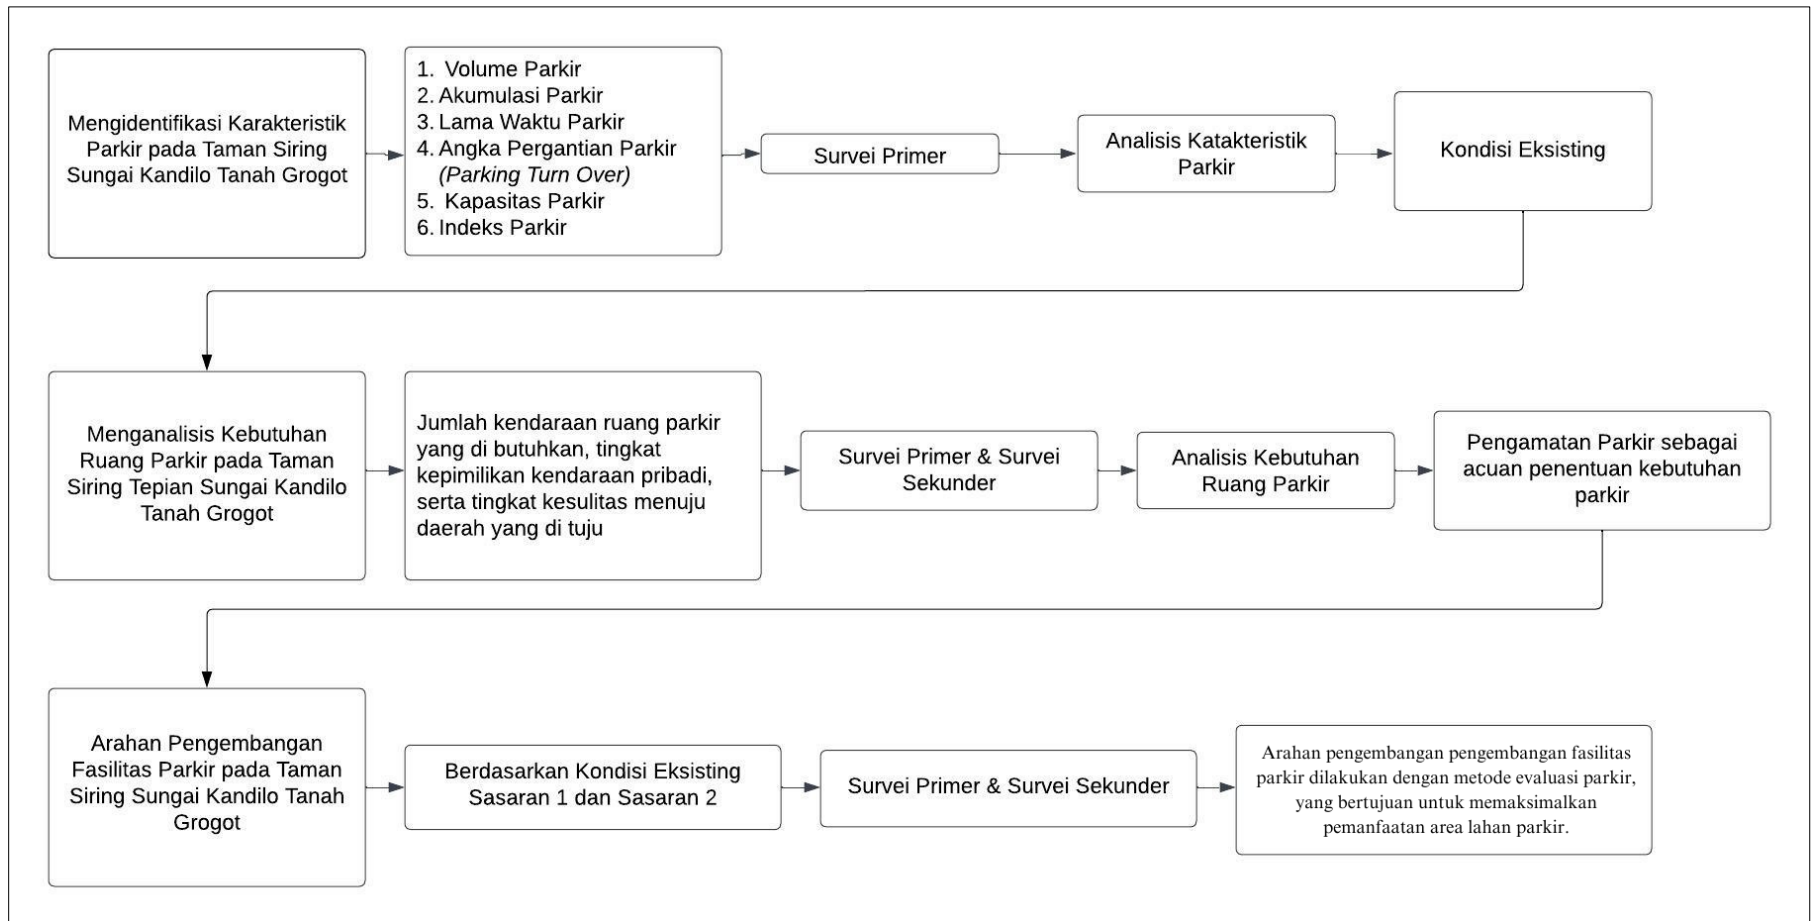 Mengidentifikasi Karakteristik
Parkir pada Taman Siring
Sungai Kandilo Tanah Grogot
1. Volume Parkir
2. Akumulasi Parkir
3. Lama Waktu Parkir
4. Angka Pergantian Parkir
(Parking Turn Over)
5. Kapasitas Parkir
6. Indeks Parkir
Survei Primer
Analisis Katakteristik
Parkir
Kondisi Eksisting
Menganalisis Kebutuhan
Ruang Parkir pada Taman
Siring Tepian Sungai Kandilo
Tanah Grogot
Jumlah kendaraan ruang parkir
yang di butuhkan, tingkat
kepimilikan kendaraan pribadi,
serta tingkat kesulitas menuju
daerah yang di tuju
Survei Primer & Survei
Sekunder
Analisis Kebutuhan
Ruang Parkir
Pengamatan Parkir sebagai
acuan penentuan kebutuhan
parkir
Arahan Pengembangan
Fasilitas Parkir pada Taman
Siring Sungai Kandilo Tanah
Grogot
Berdasarkan Kondisi Eksisting
Sasaran 1 dan Sasaran 2
Survei Primer & Survei Sekunder
Arahan pengembangan pengembangan fasilitas
parkir dilakukan dengan metode evaluasi parkir,
yang bertujuan untuk memaksimalkan
pemanfaatan area lahan parkir.